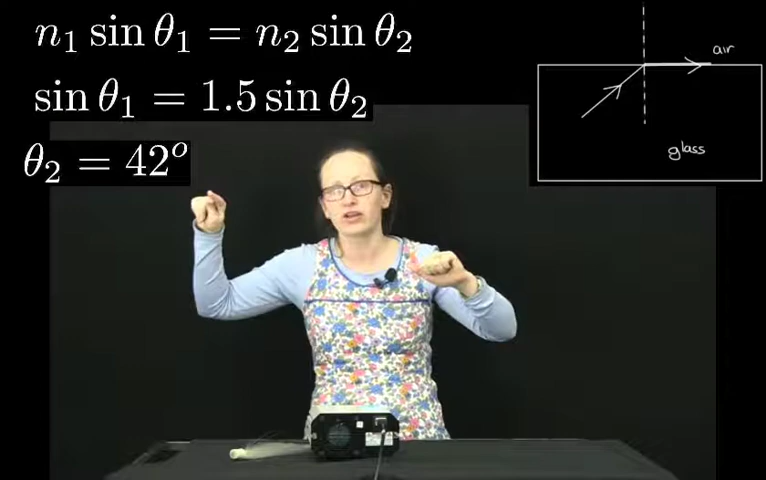 n₁ sin θ₁ = n₂ sin θ₂
sin θ₁ = 1.5 sin θ₂
θ₂ = 42°
air
glass